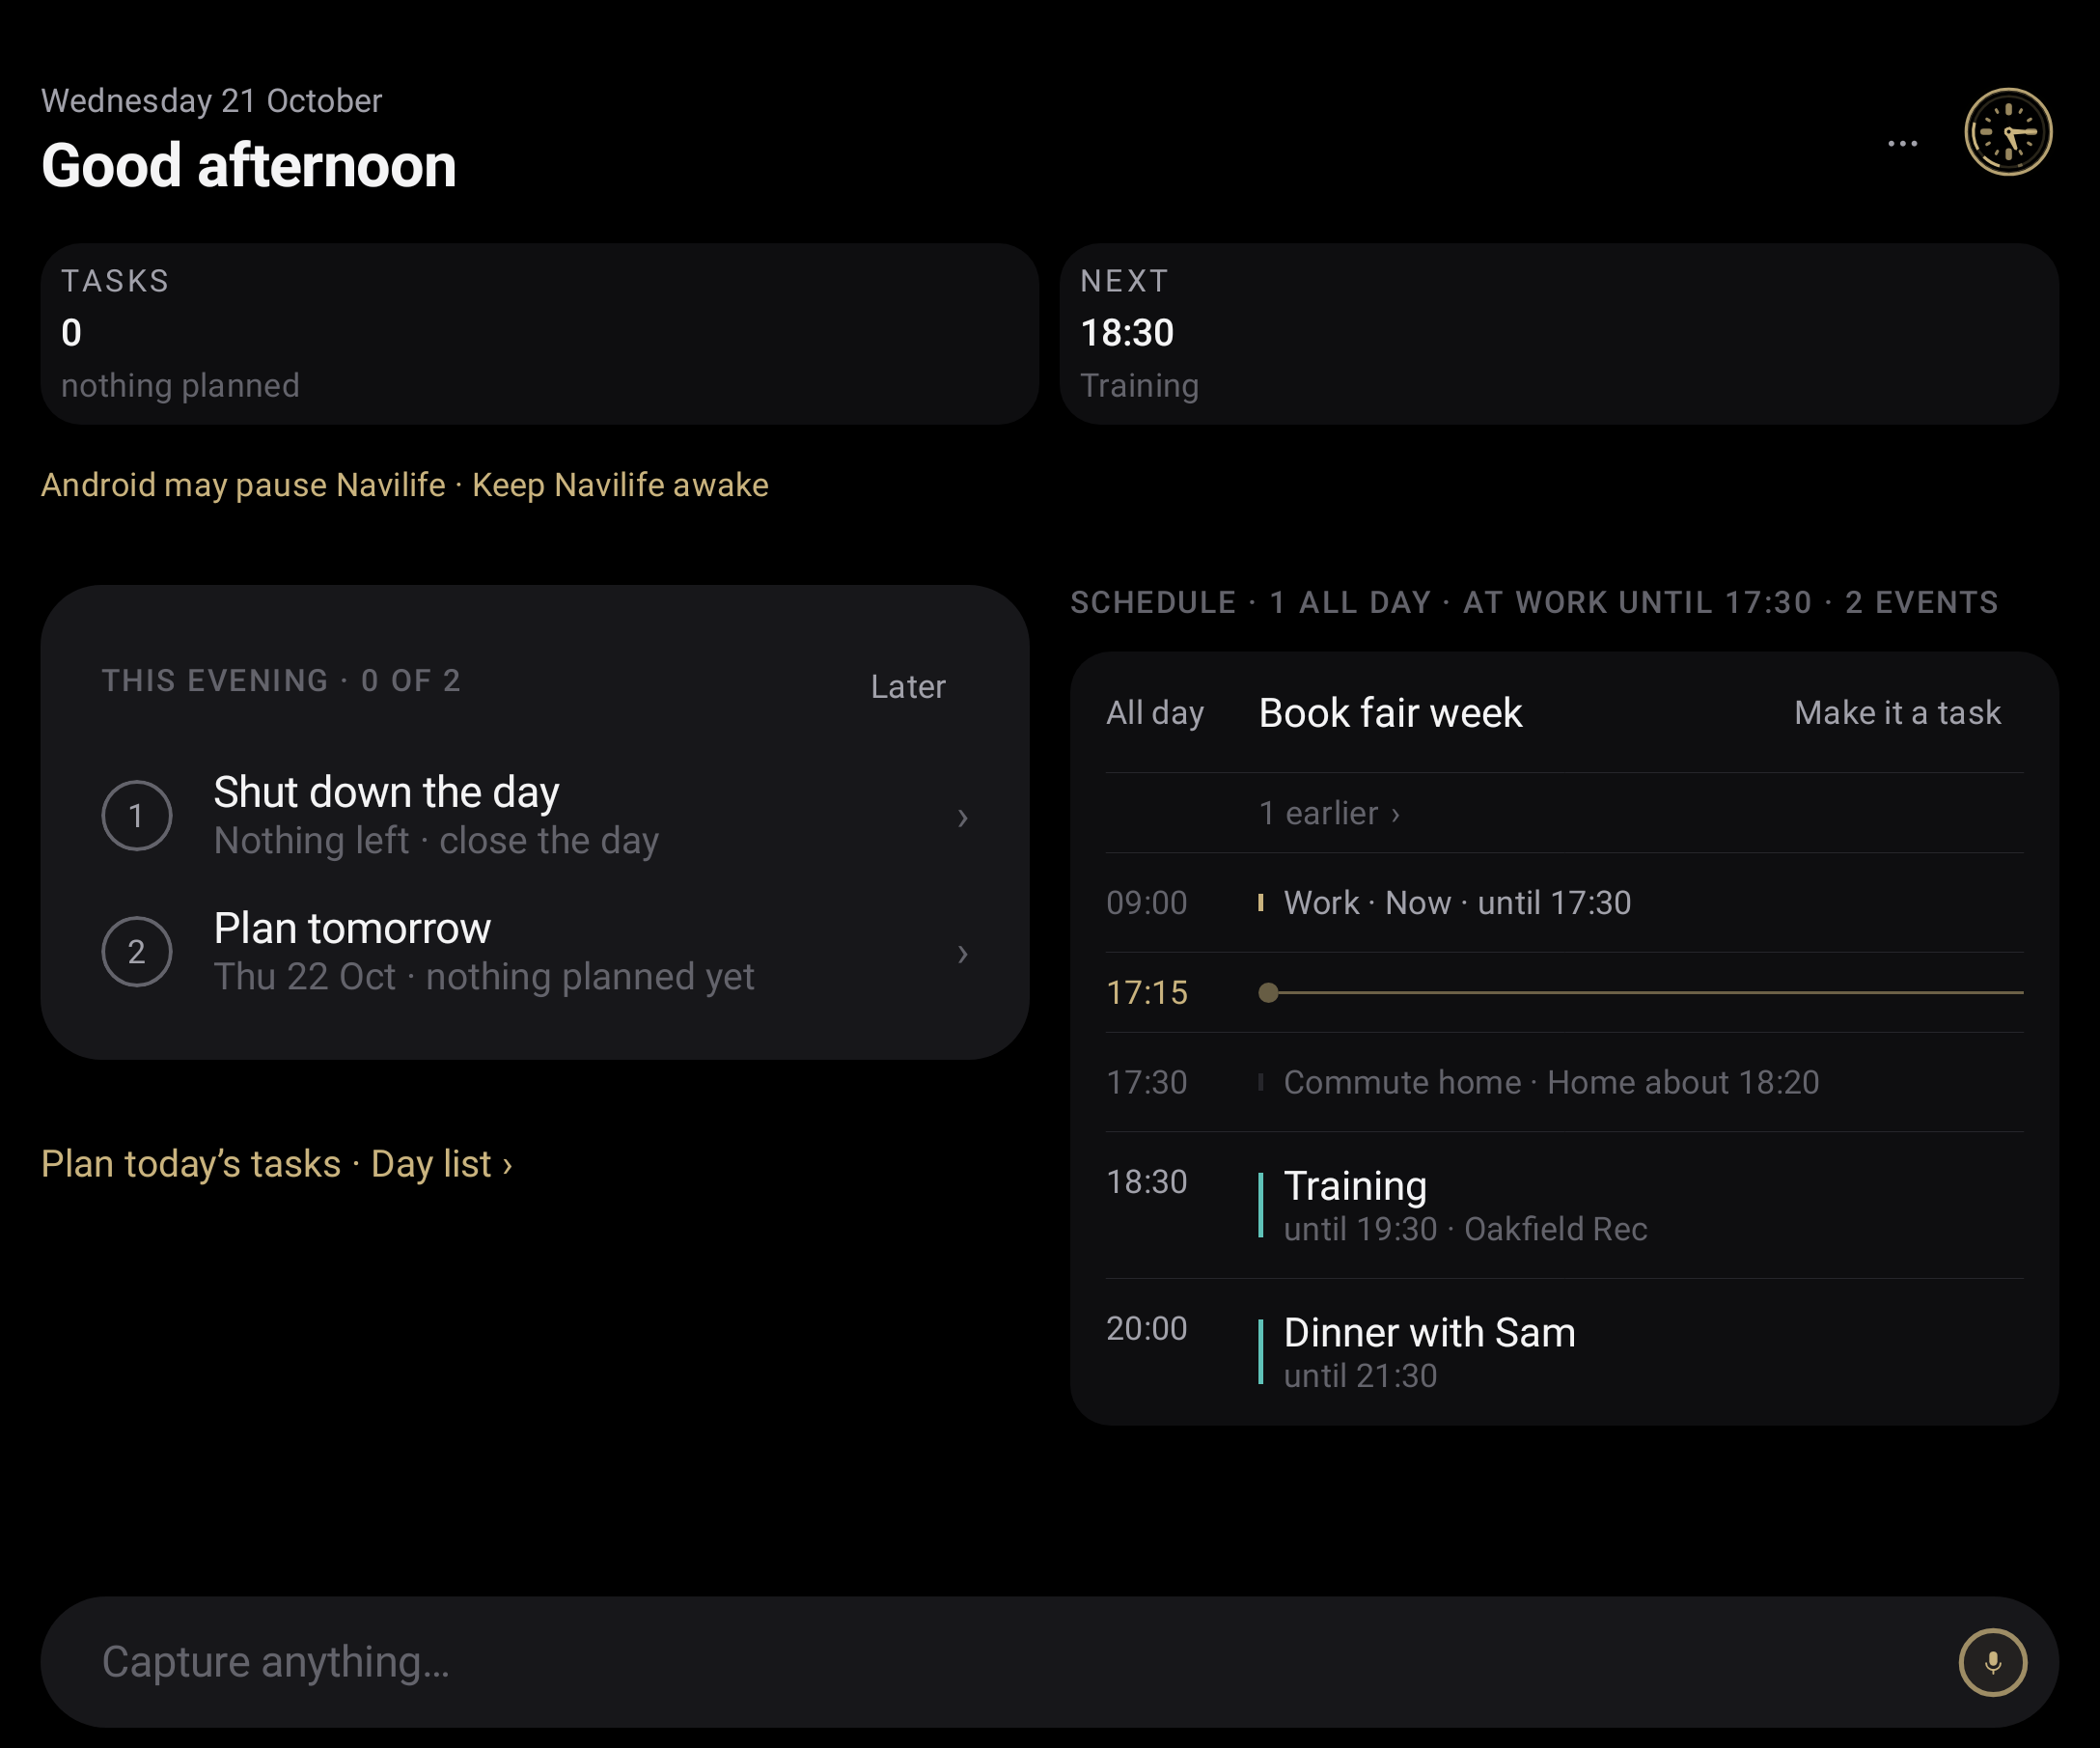 Wednesday 21 October
Good afternoon
...
TASKS
0
nothing planned
NEXT
18:30
Training
Android may pause Navilife · Keep Navilife awake
THIS EVENING · 0 OF 2
Later
1
Shut down the day
Nothing left · close the day
›
2
Plan tomorrow
Thu 22 Oct · nothing planned yet
›
Plan today’s tasks · Day list ›
SCHEDULE · 1 ALL DAY · AT WORK UNTIL 17:30 · 2 EVENTS
All day Book fair week Make it a task
1 earlier ›
09:00 Work · Now · until 17:30
17:15
17:30 Commute home · Home about 18:20
18:30 Training
until 19:30 · Oakfield Rec
20:00 Dinner with Sam
until 21:30
Capture anything…